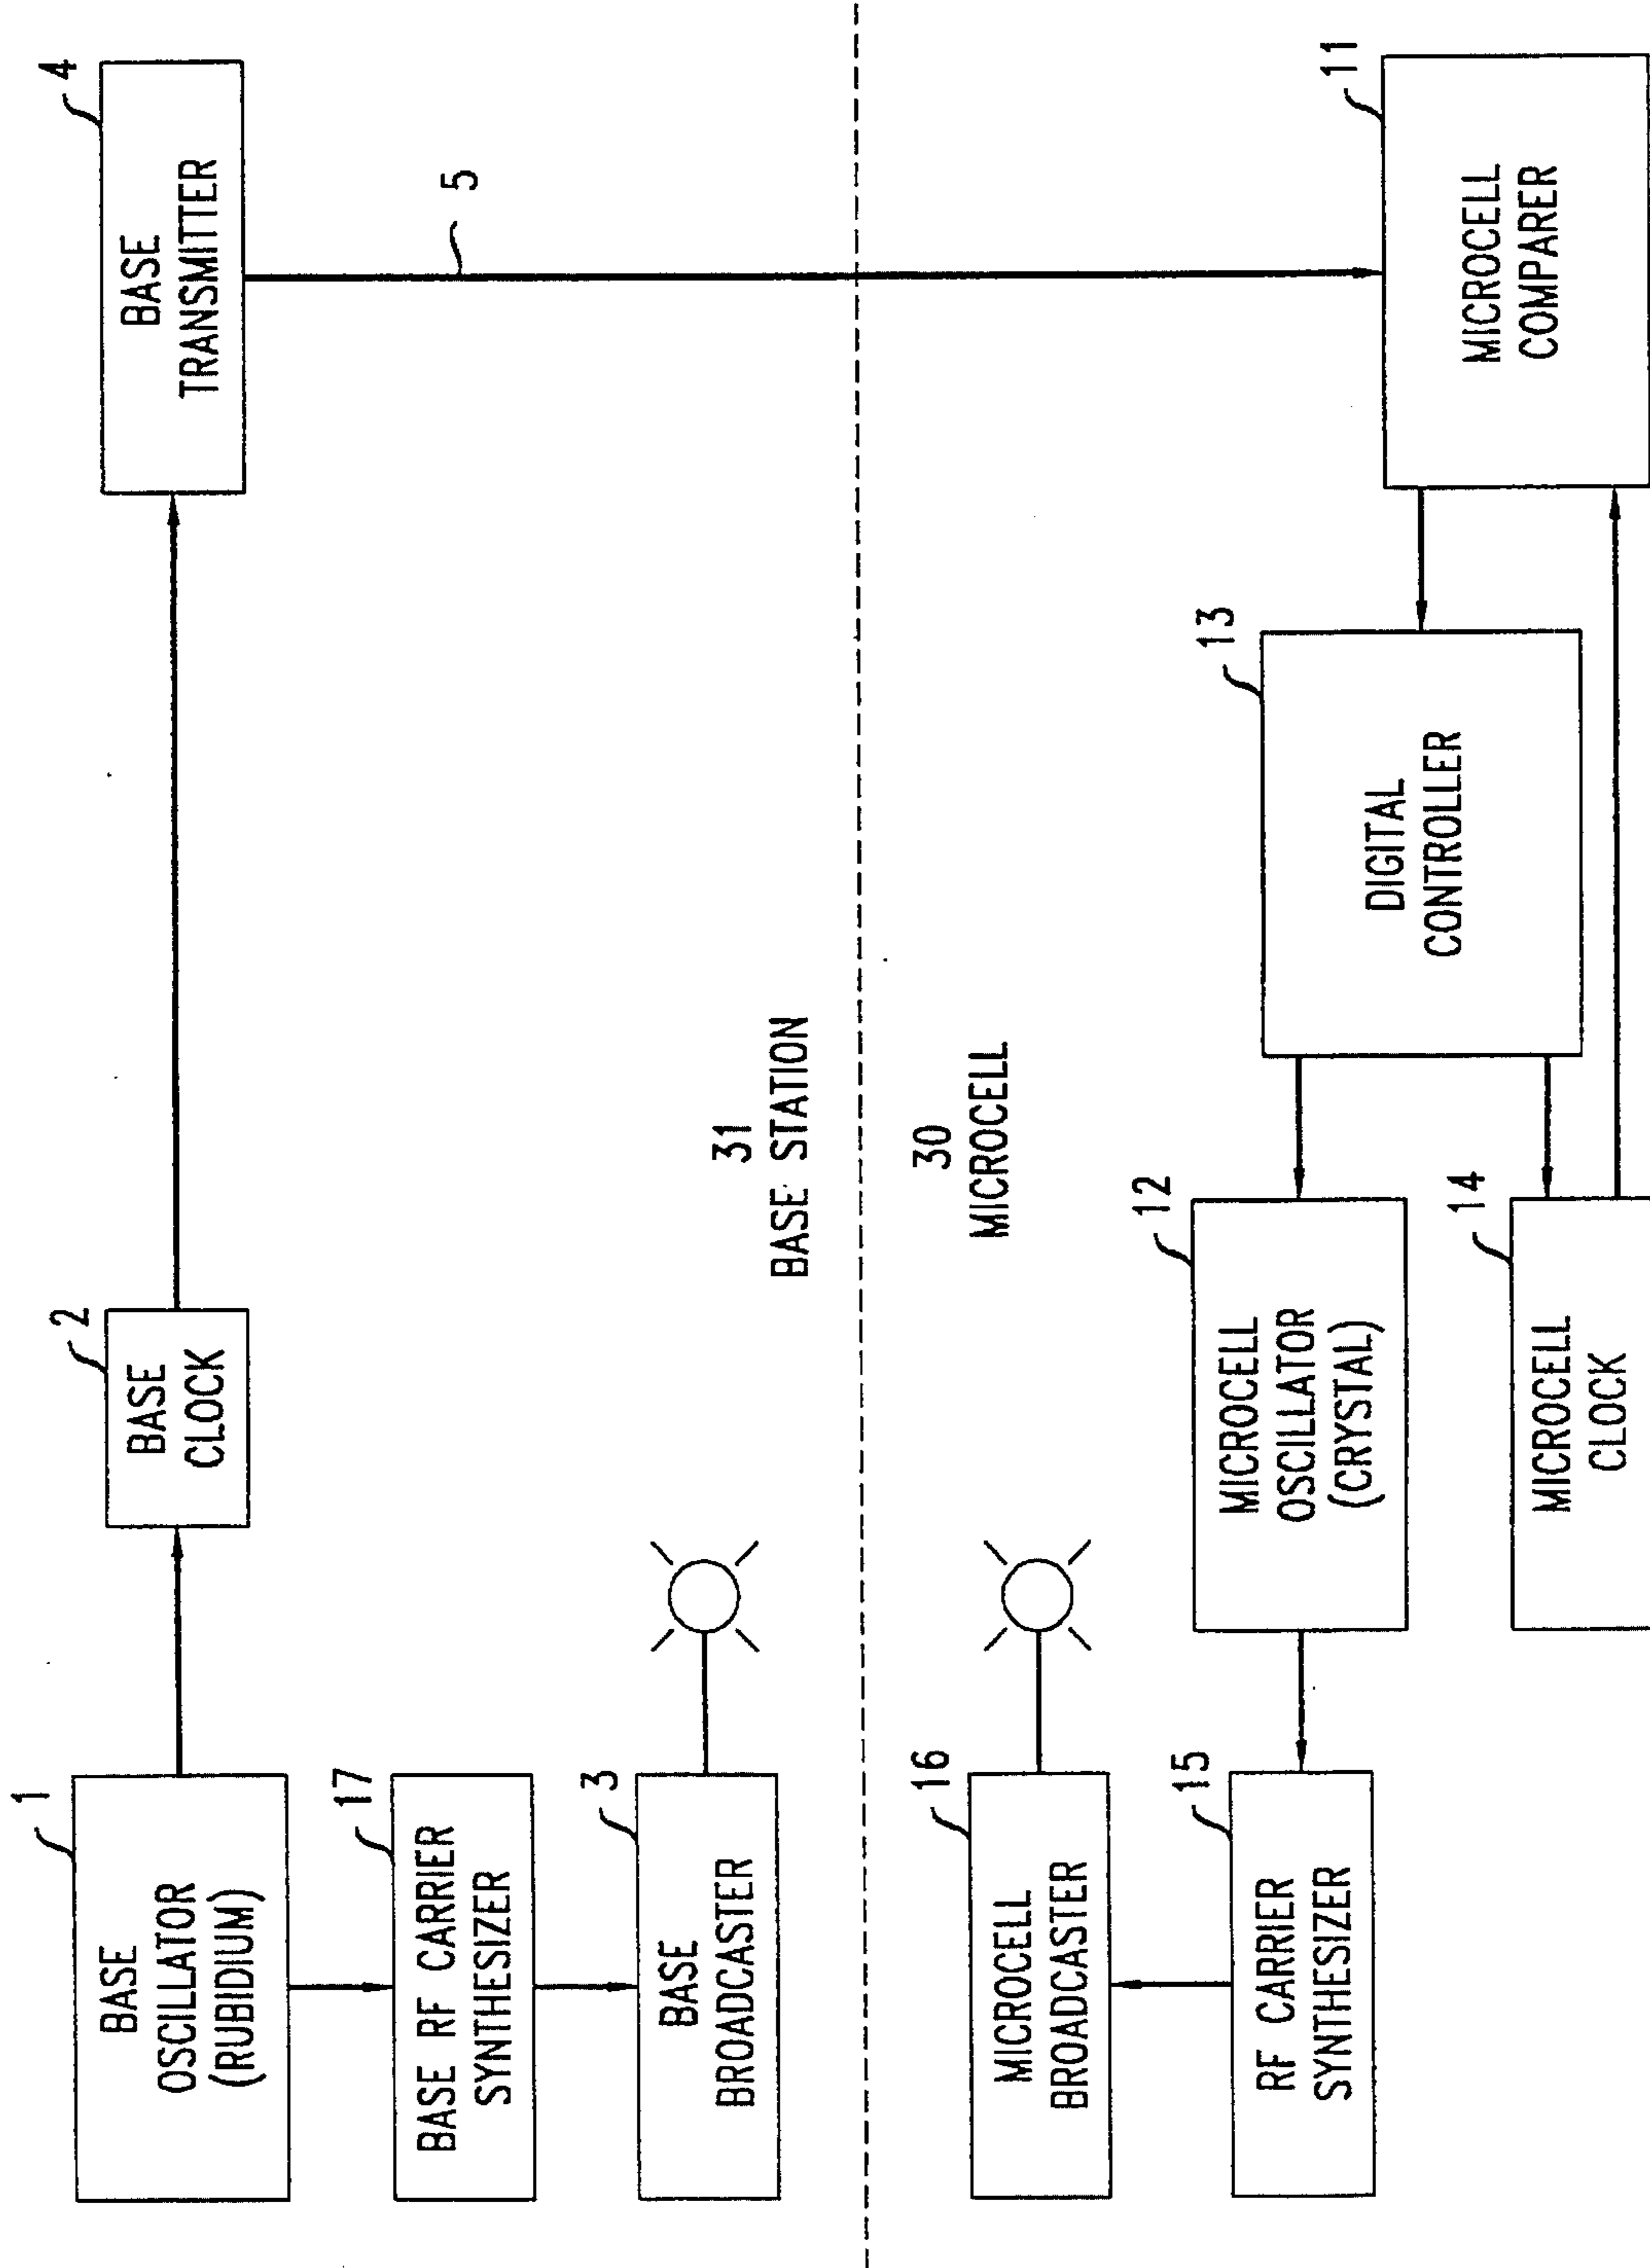 1
BASE
OSCILLATOR
(RUBIDIUM)
2
BASE
CLOCK
4
BASE
TRANSMITTER
17
BASE RF CARRIER
SYNTHESIZER
5
3
BASE
BROADCASTER
31
BASE STATION
30
MICROCELL
16
MICROCELL
BROADCASTER
12
MICROCELL
OSCILLATOR
(CRYSTAL)
13
DIGITAL
CONTROLLER
11
MICROCELL
COMPARER
15
RF CARRIER
SYNTHESIZER
14
MICROCELL
CLOCK